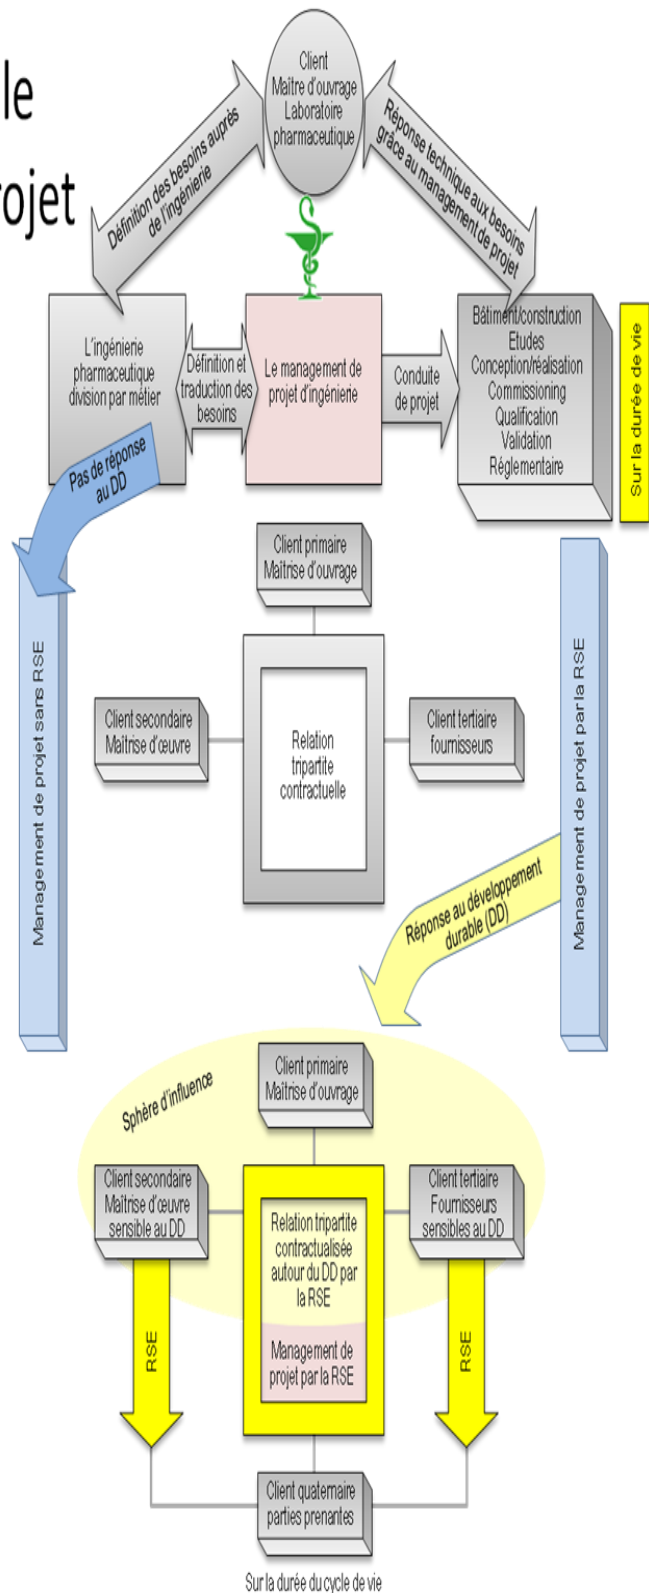 le
rojet
Client
Maître d'ouvrage
Laboratoire
pharmaceutique
Définition des besoins auprès
de l'ingénierie
Réponse technique aux besoins
grâce au management de projet
L'ingénierie
pharmaceutique
division par métier
Définition et
traduction des
besoins
Le management de
projet d'ingénierie
Conduite
de projet
Bâtiment/construction
Etudes
Conception/réalisation
Commissioning
Qualification
Validation
Réglementaire
Sur la durée de vie
Pas de réponse
au DD
Management de projet sans RSE
Client primaire
Maîtrise d'ouvrage
Client secondaire
Maîtrise d'œuvre
Relation
tripartite
contractuelle
Client tertiaire
fournisseurs
Management de projet par la RSE
Réponse au développement
durable (DD)
Sphère d'influence
Client primaire
Maîtrise d'ouvrage
Client secondaire
Maîtrise d'œuvre
sensible au DD
Relation tripartite
contractualisée
autour du DD par
la RSE
Management de
projet par la RSE
Client tertiaire
Fournisseurs
sensibles au DD
RSE
RSE
Client quaternaire
parties prenantes
Sur la durée du cycle de vie